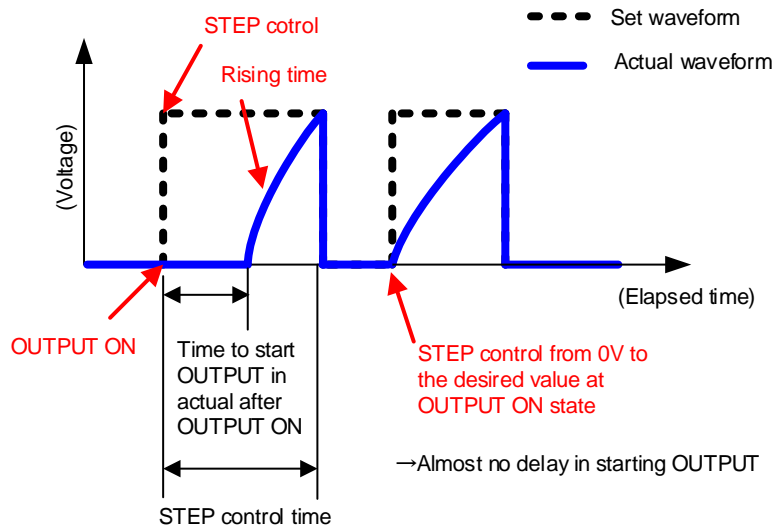 STEP cotrol
Set waveform
Actual waveform
Rising time
(Voltage)
(Elapsed time)
OUTPUT ON
Time to start
OUTPUT in
actual after
OUTPUT ON
STEP control from 0V to
the desired value at
OUTPUT ON state
→Almost no delay in starting OUTPUT
STEP control time